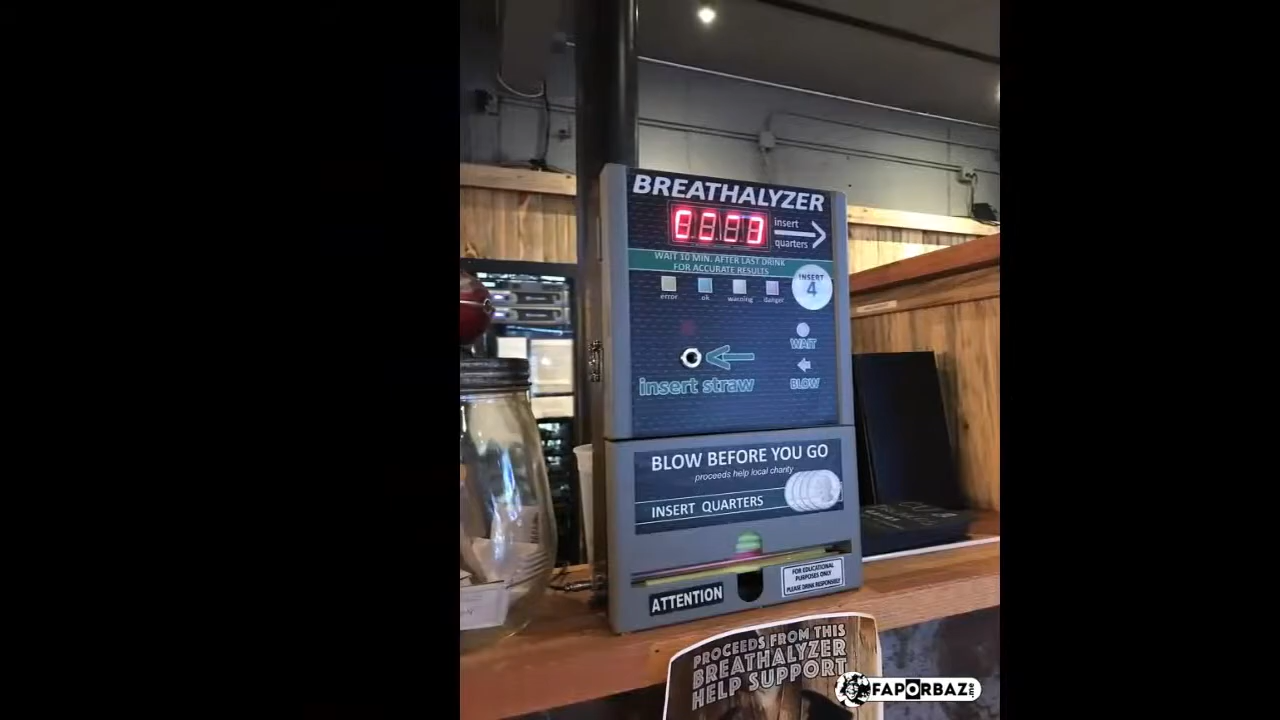 BREATHALYZER
insert
quarters
WAIT 10 MIN. AFTER LAST DRINK
FOR ACCURATE RESULTS
INSERT
4
error ok warning danger
WAIT
insert straw
BLOW
BLOW BEFORE YOU GO
proceeds help local charity
INSERT QUARTERS
FOR EDUCATIONAL
PURPOSES ONLY
PLEASE DRINK RESPONSIBLY
ATTENTION
PROCEEDS FROM THIS
BREATHALYZER
HELP SUPPORT
FAPORBAZ.me